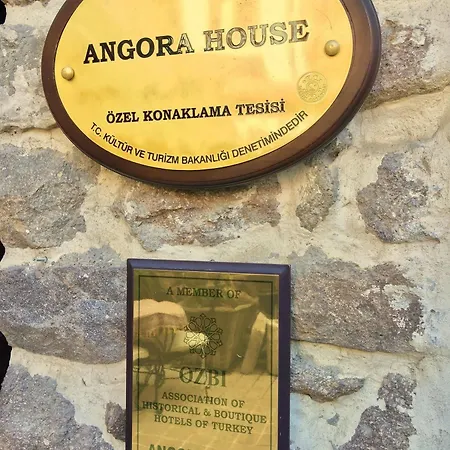 ANGORA HOUSE
ÖZEL KONAKLAMA TESİSİ
T.C. KÜLTÜR VE TURİZM BAKANLIĞI DENETİMİNDEDİR
A MEMBER OF
OZBI
ASSOCIATION OF
HISTORICAL & BOUTIQUE
HOTELS OF TURKEY